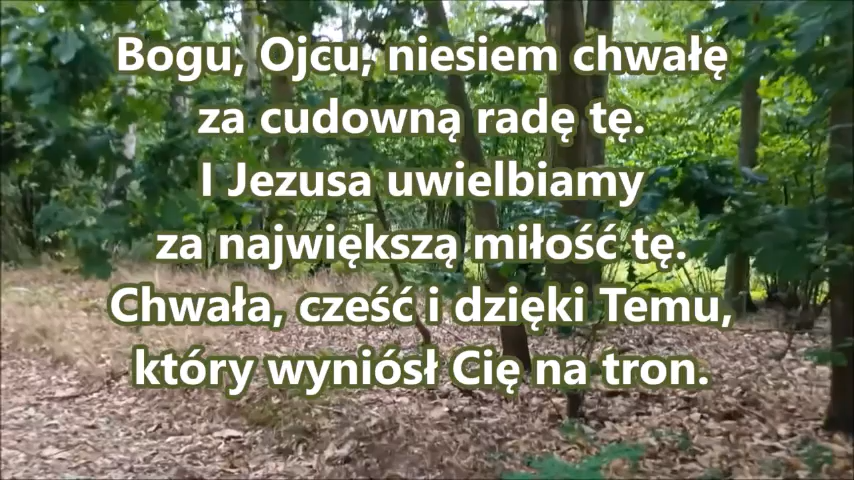 Bogu, Ojcu, niesiem chwałę
za cudowną radę tę.
I Jezusa uwielbiamy
za największą miłość tę.
Chwała, cześć i dzięki Temu,
który wyniósł Cię na tron.